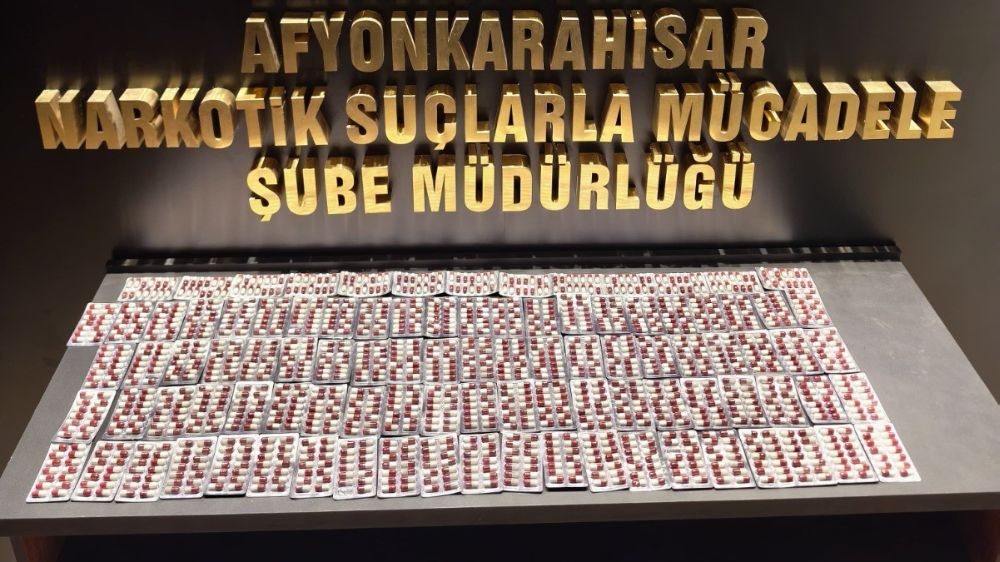 AFYONKARAHİSAR
NARKOTİK SUÇLARLA MÜCADELE
ŞUBE MÜDÜRLÜĞÜ